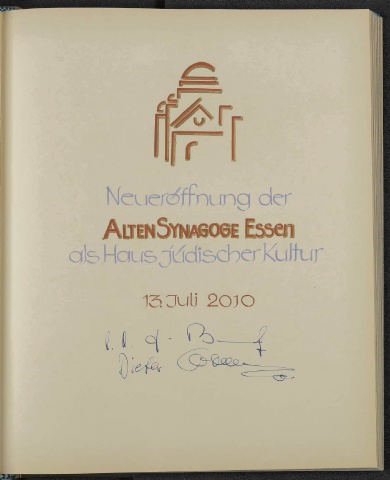 Neueröffnung der
ALTEN SYNAGOGE ESSEN
als Haus jüdischer Kultur
13. Juli 2010
Dieter